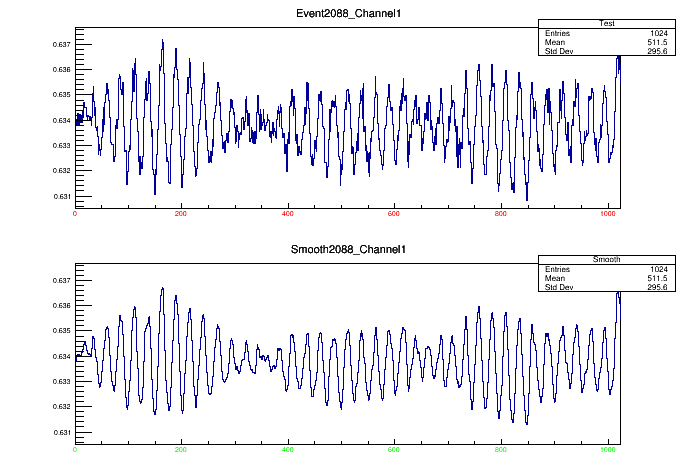 Event2088_Channel1
Test
Entries 1024
Mean 511.5
Std Dev 295.6
0.637
0.636
0.635
0.634
0.633
0.632
0.631
0 200 400 600 800 1000
Smooth2088_Channel1
Smooth
Entries 1024
Mean 511.5
Std Dev 295.6
0.637
0.636
0.635
0.634
0.633
0.632
0.631
0 200 400 600 800 1000